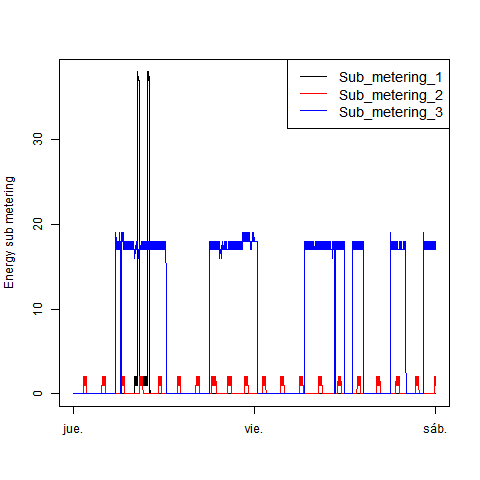 Sub_metering_1
Sub_metering_2
Sub_metering_3
Energy sub metering
30
20
10
0
jue.
vie.
sáb.